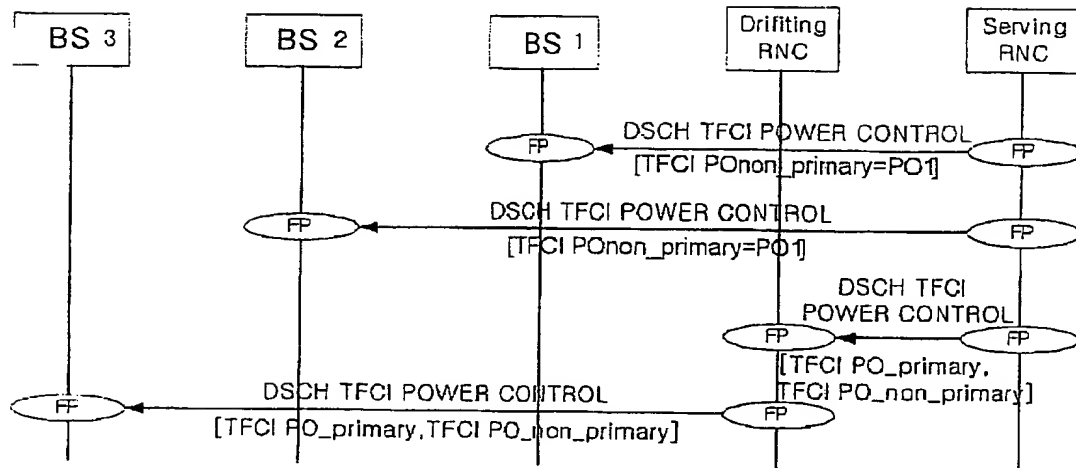 BS 3
BS 2
BS 1
Drifiting
RNC
Serving
RNC
DSCH TFCI POWER CONTROL
FP
FP
[TFCI POnon_primary=PO1]
DSCH TFCI POWER CONTROL
FP
FP
[TFCI POnon_primary=PO1]
DSCH TFCI
POWER CONTROL
FP
FP
[TFCI PO_primary,
TFCI PO_non_primary]
DSCH TFCI POWER CONTROL
FP
FP
[TFCI PO_primary,TFCI PO_non_primary]